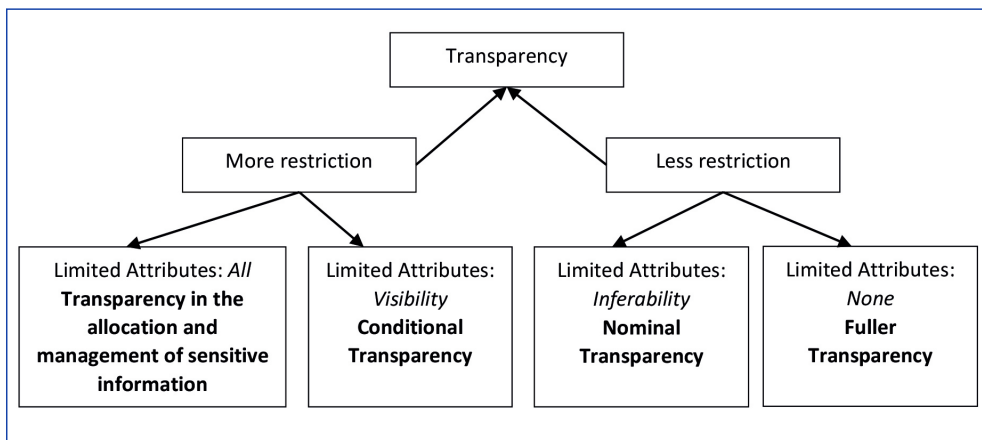 Transparency
More restriction
Less restriction
Limited Attributes: All
Transparency in the
allocation and
management of sensitive
information
Limited Attributes:
Visibility
Conditional
Transparency
Limited Attributes:
Inferability
Nominal
Transparency
Limited Attributes:
None
Fuller
Transparency